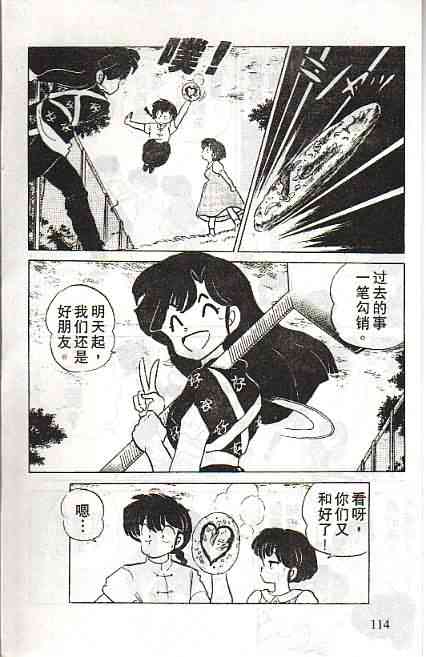 噗!
过去的事
一笔勾销。
明天起，
我们还是
好朋友。
看呀，
你们又
和好了!
嗯…
114